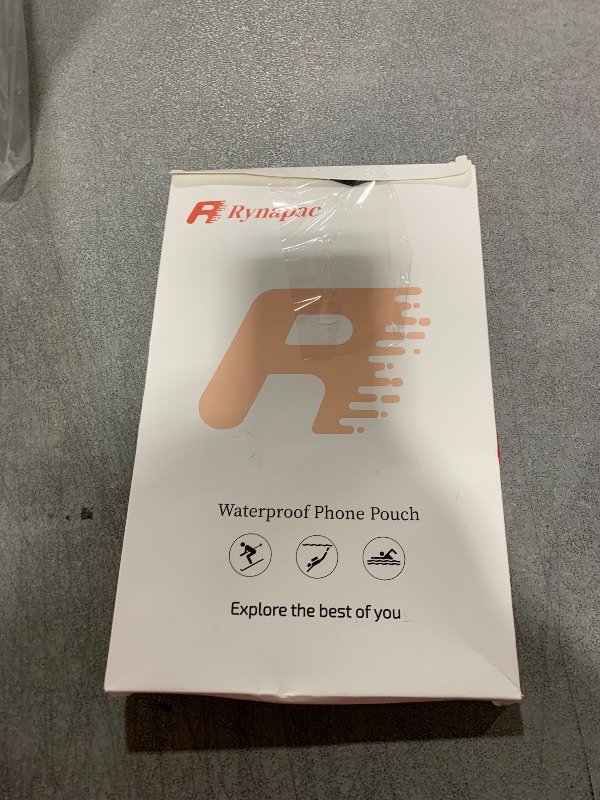 Rynapac
Waterproof Phone Pouch
Explore the best of you